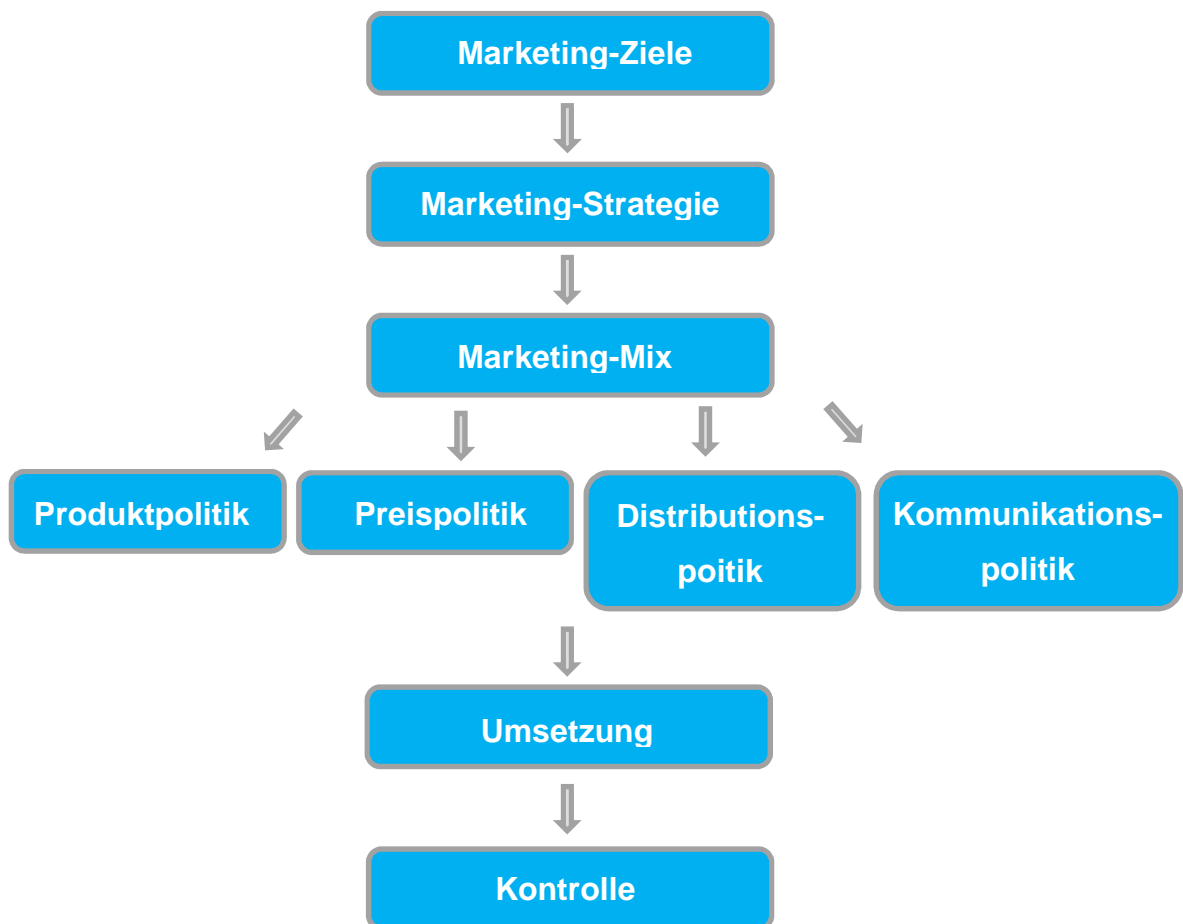 Marketing-Ziele
Marketing-Strategie
Marketing-Mix
Produktpolitik
Preispolitik
Distributions-
poitik
Kommunikations-
politik
Umsetzung
Kontrolle